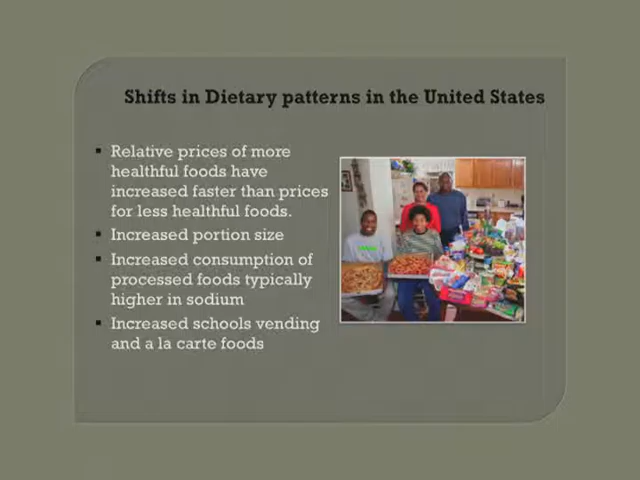 Shifts in Dietary patterns in the United States
▪ Relative prices of more
healthful foods have
increased faster than prices
for less healthful foods.
▪ Increased portion size
▪ Increased consumption of
processed foods typically
higher in sodium
▪ Increased schools vending
and a la carte foods